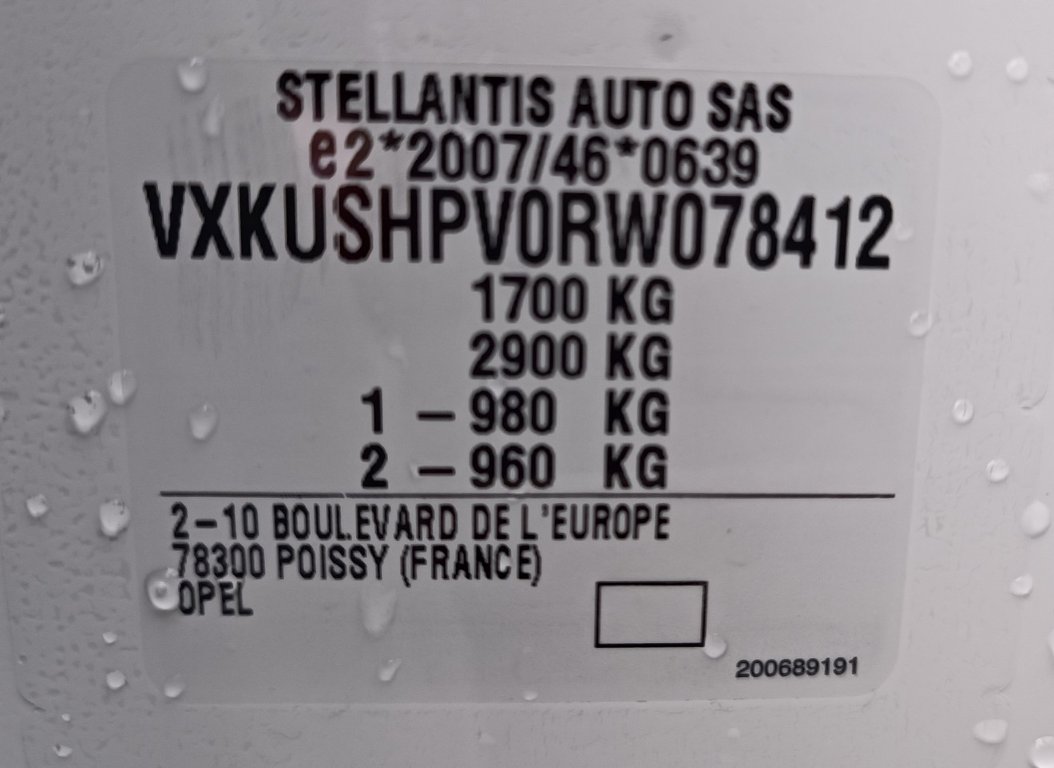 STELLANTIS AUTO SAS
e2*2007/46*0639
VXKUSHPV0RW078412
1700 KG
2900 KG
1 – 980 KG
2 – 960 KG
2–10 BOULEVARD DE L'EUROPE
78300 POISSY (FRANCE)
OPEL
200689191